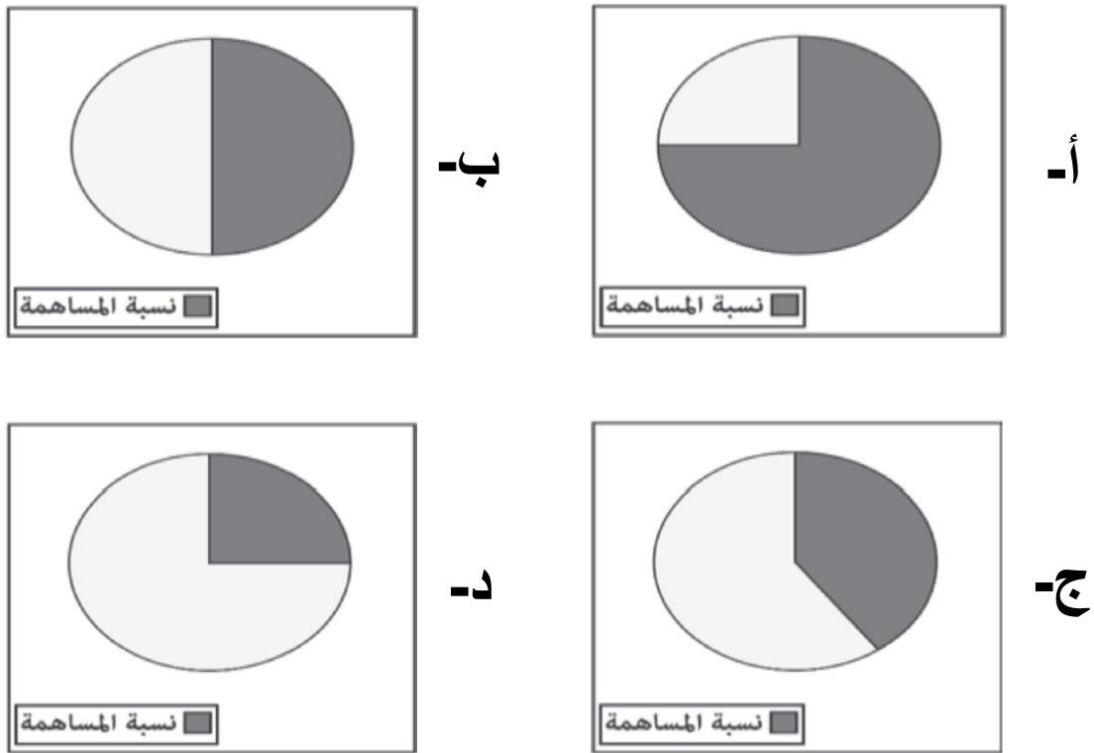 أ-
نسبة المساهمة
ب-
نسبة المساهمة
ج-
نسبة المساهمة
د-
نسبة المساهمة